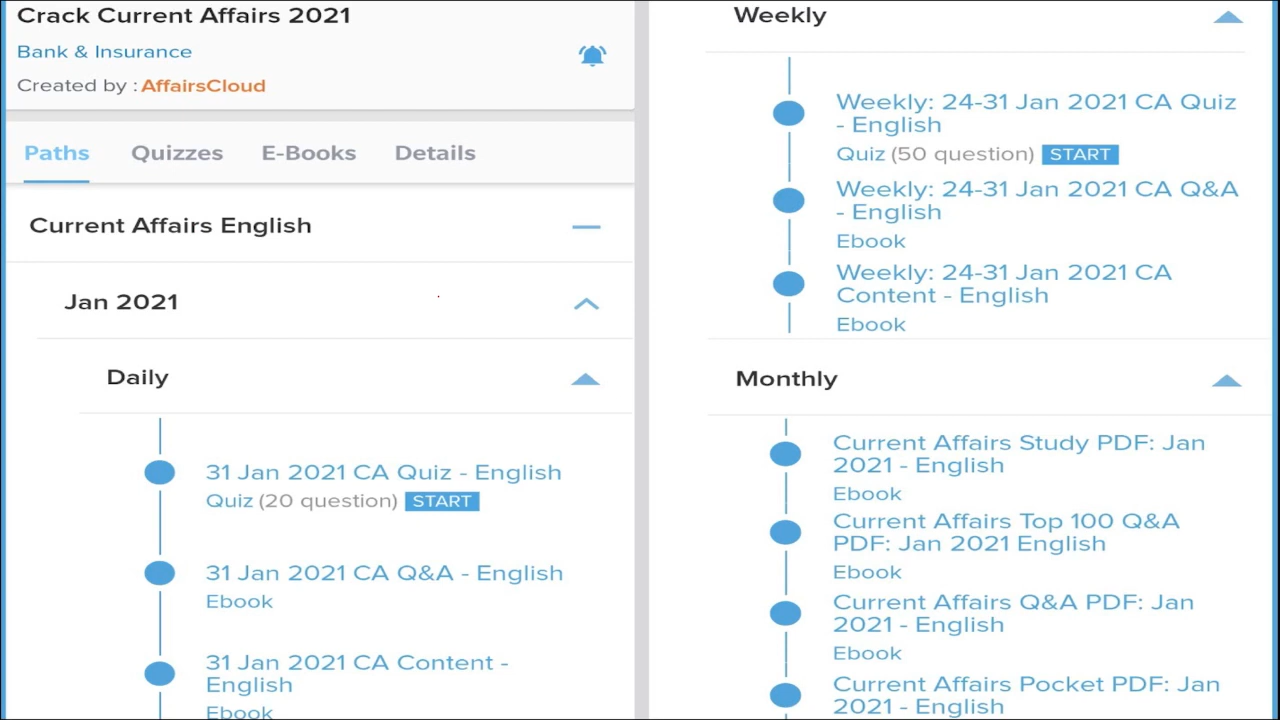 Crack Current Affairs 2021
Bank & Insurance
Created by : AffairsCloud
Paths Quizzes E-Books Details
Current Affairs English
Jan 2021
Daily
31 Jan 2021 CA Quiz - English
Quiz (20 question) START
31 Jan 2021 CA Q&A - English
Ebook
31 Jan 2021 CA Content -
English
Ebook
Weekly
Weekly: 24-31 Jan 2021 CA Quiz
- English
Quiz (50 question) START
Weekly: 24-31 Jan 2021 CA Q&A
- English
Ebook
Weekly: 24-31 Jan 2021 CA
Content - English
Ebook
Monthly
Current Affairs Study PDF: Jan
2021 - English
Ebook
Current Affairs Top 100 Q&A
PDF: Jan 2021 English
Ebook
Current Affairs Q&A PDF: Jan
2021 - English
Ebook
Current Affairs Pocket PDF: Jan
2021 - English